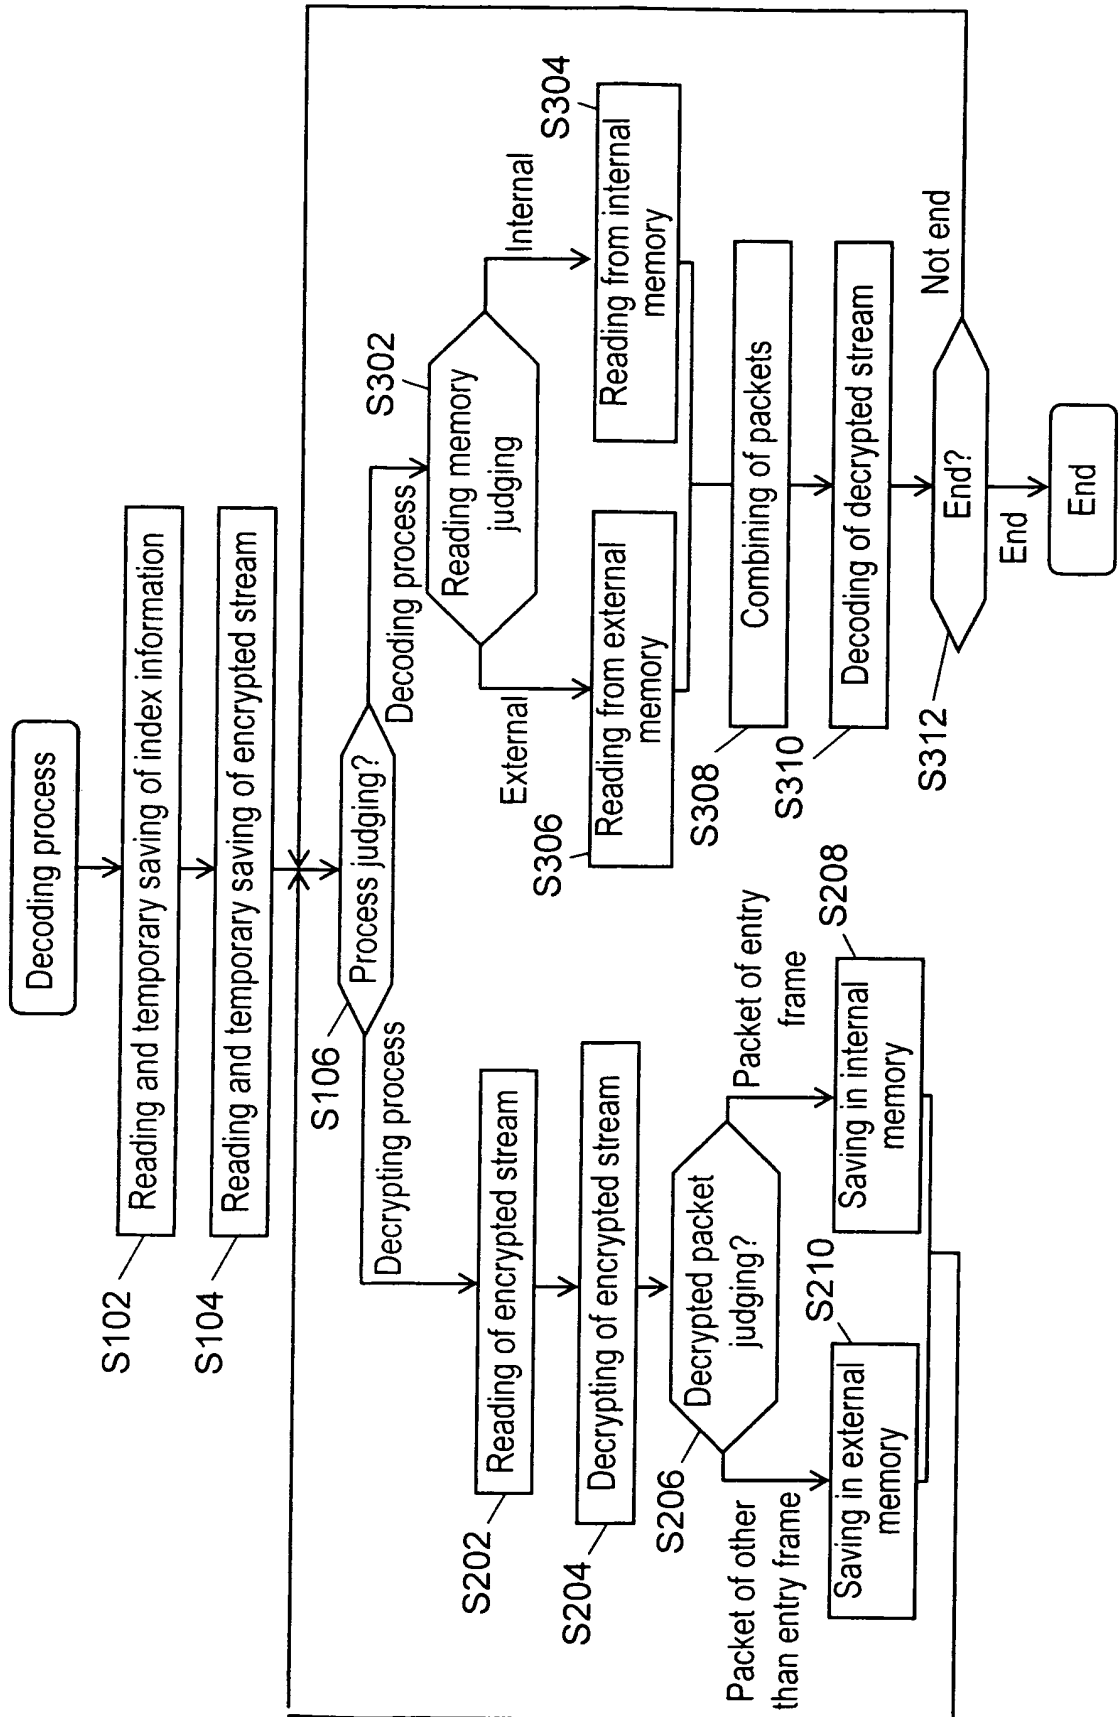 Decoding process
S102
Reading and temporary saving of index information
S104
Reading and temporary saving of encrypted stream
S106
Process judging?
Decrypting process
Decoding process
S202
Reading of encrypted stream
S204
Decrypting of encrypted stream
S206
Decrypted packet
judging?
Packet of other
than entry frame
Packet of entry
frame
S210
Saving in external
memory
S208
Saving in internal
memory
S302
Reading memory
judging
External
Internal
S306
Reading from external
memory
S304
Reading from internal
memory
S308
Combining of packets
S310
Decoding of decrypted stream
S312
End?
Not end
End
End